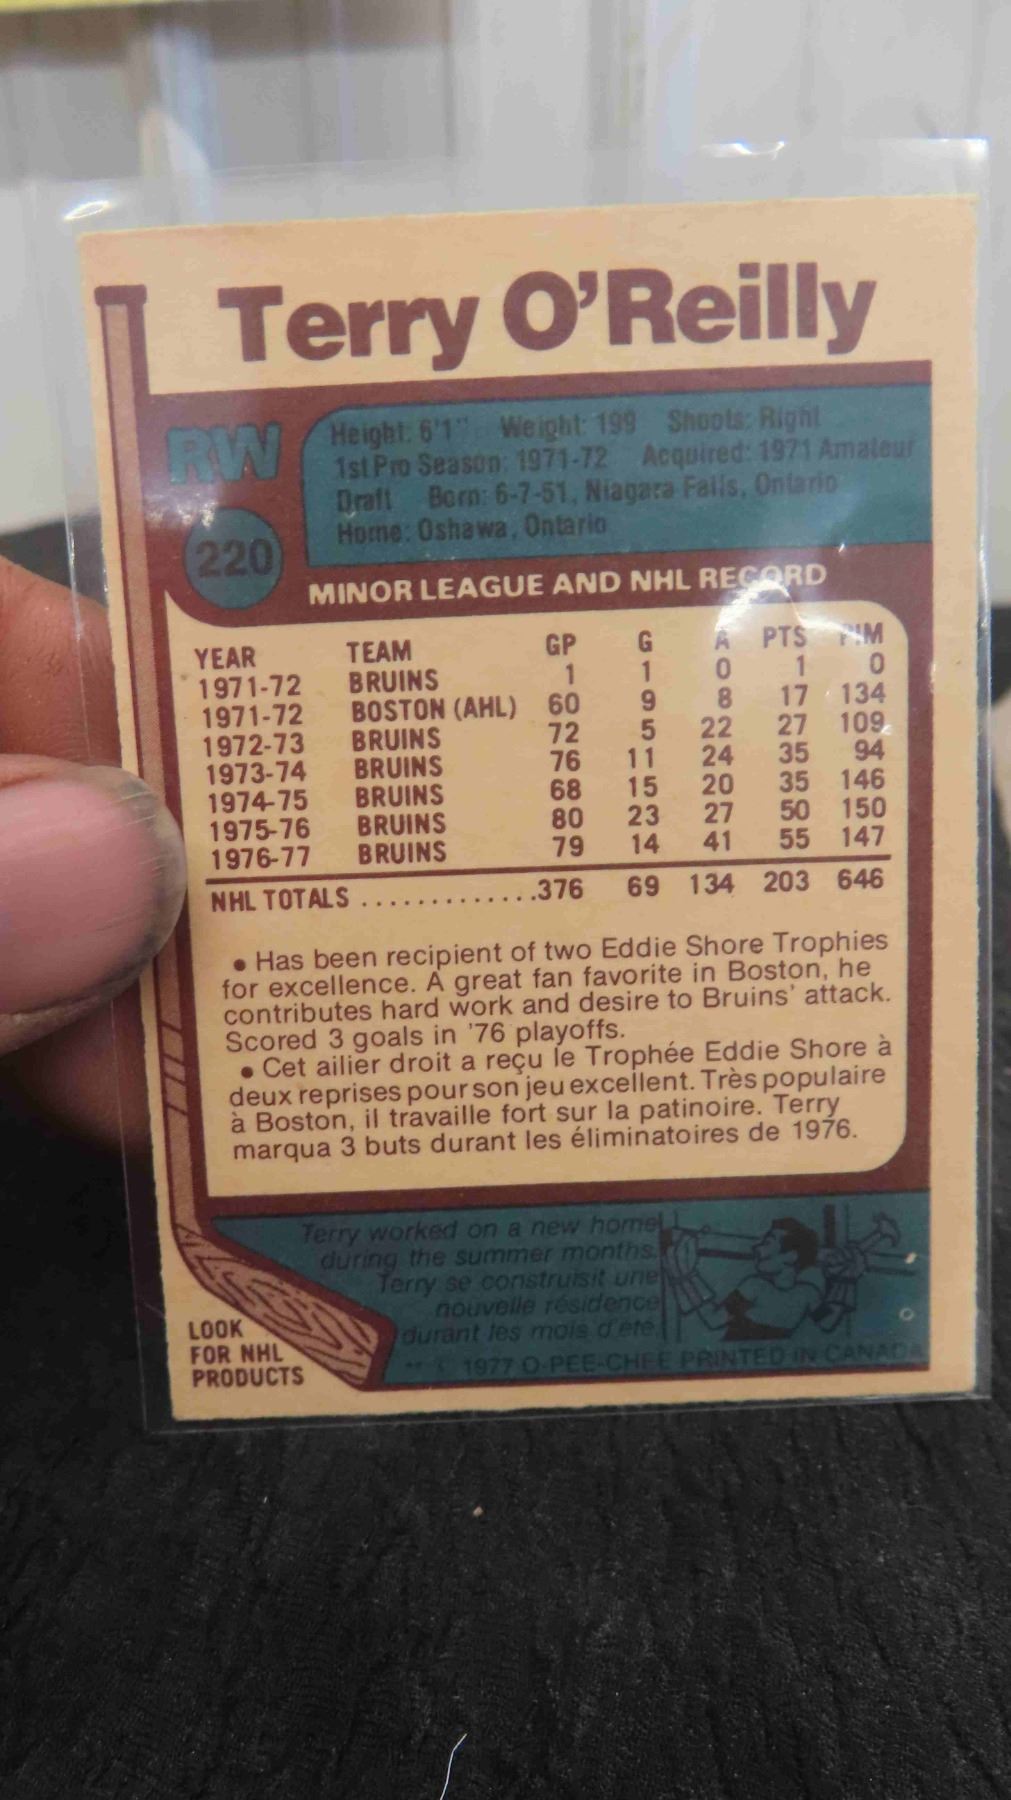 Terry O'Reilly
RW
220
Height: 6'1" Weight: 199 Shoots: Right
1st Pro Season: 1971-72 Acquired: 1971 Amateur
Draft Born: 6-7-51, Niagara Falls, Ontario
Home: Oshawa, Ontario
MINOR LEAGUE AND NHL RECORD
YEAR TEAM GP G A PTS PIM
1971-72 BRUINS 1 1 0 1 0
1971-72 BOSTON (AHL) 60 9 8 17 134
1972-73 BRUINS 72 5 22 27 109
1973-74 BRUINS 76 11 24 35 94
1974-75 BRUINS 68 15 20 35 146
1975-76 BRUINS 80 23 27 50 150
1976-77 BRUINS 79 14 41 55 147
NHL TOTALS .............376 69 134 203 646
• Has been recipient of two Eddie Shore Trophies
for excellence. A great fan favorite in Boston, he
contributes hard work and desire to Bruins' attack.
Scored 3 goals in '76 playoffs.
• Cet ailier droit a reçu le Trophée Eddie Shore à
deux reprises pour son jeu excellent. Très populaire
à Boston, il travaille fort sur la patinoire. Terry
marqua 3 buts durant les éliminatoires de 1976.
Terry worked on a new home
during the summer months.
Terry se construisit une
nouvelle résidence
durant les mois d'été.
LOOK
FOR NHL
PRODUCTS
** © 1977 O-PEE-CHEE PRINTED IN CANADA